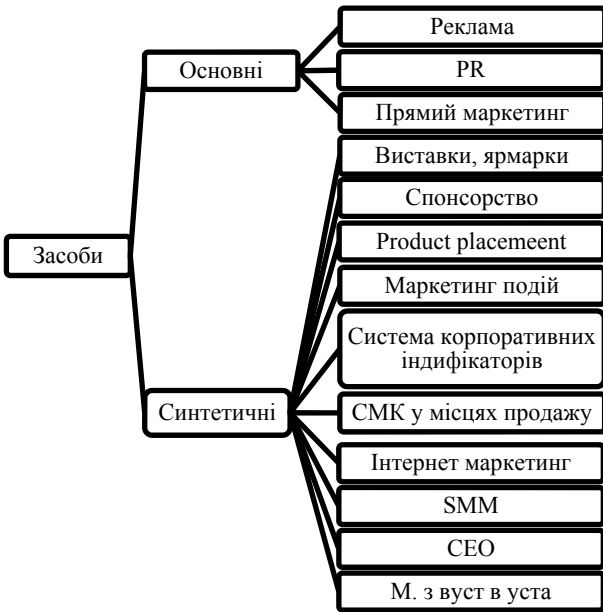 Засоби
Основні
Реклама
PR
Прямий маркетинг
Синтетичні
Виставки, ярмарки
Спонсорство
Product placemeent
Маркетинг подій
Система корпоративних
індифікаторів
СМК у місцях продажу
Інтернет маркетинг
SMM
СЕО
М. з вуст в уста